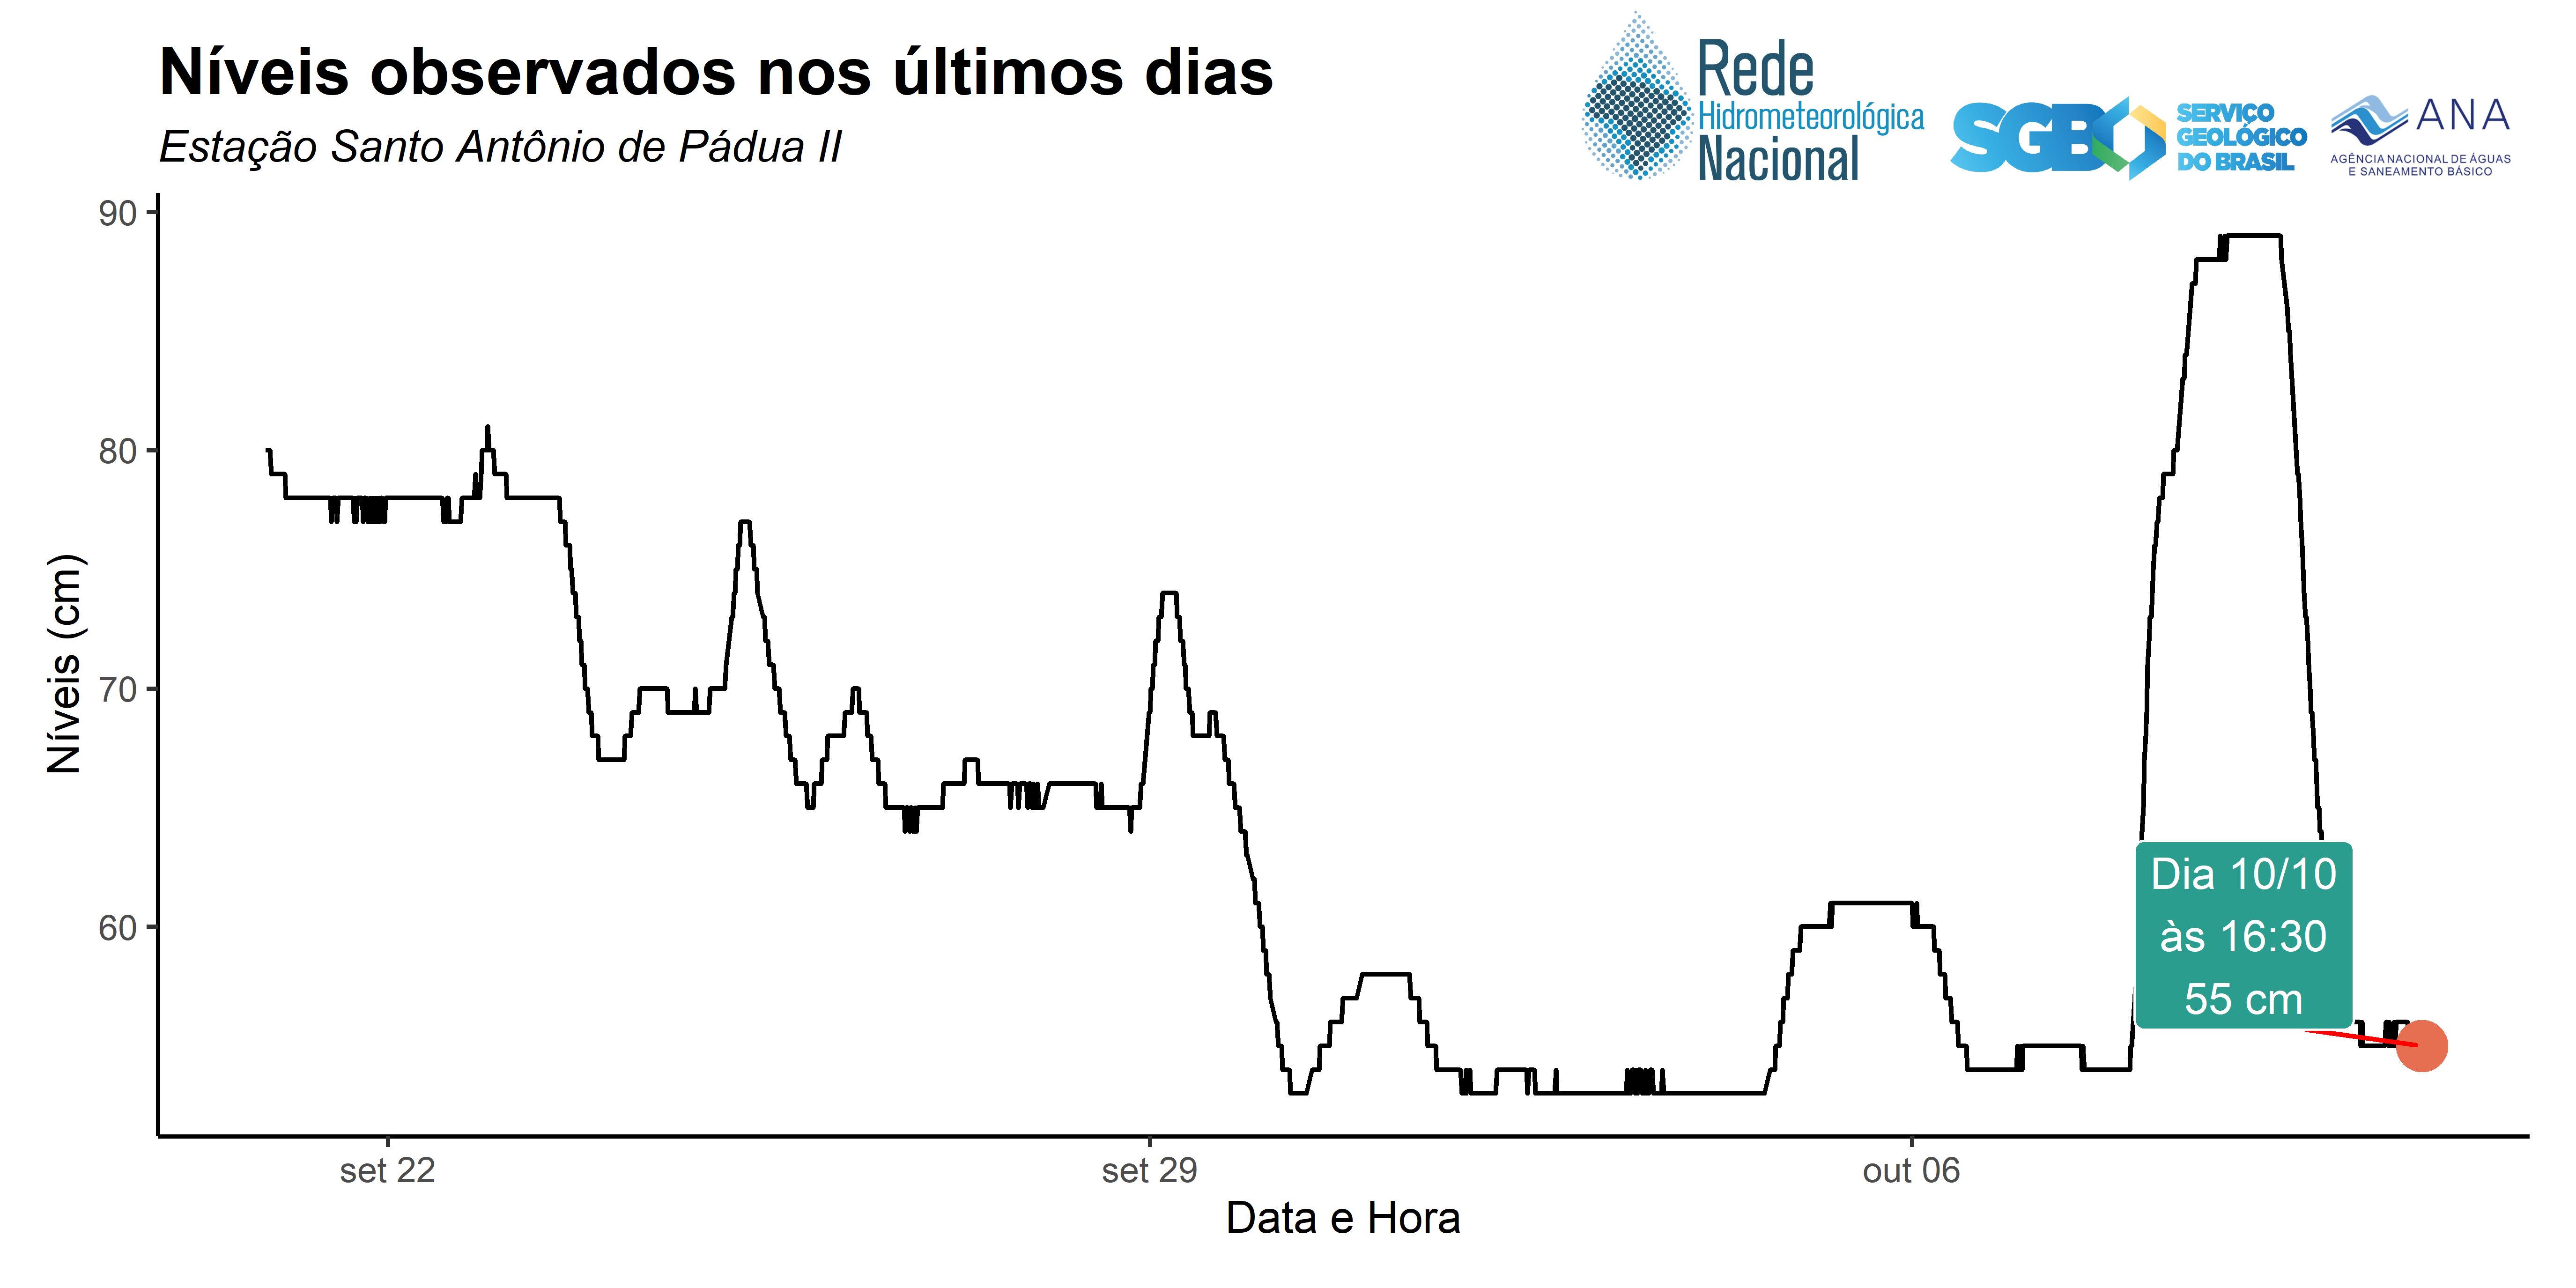 Níveis observados nos últimos dias
Estação Santo Antônio de Pádua II
Rede
Hidrometeorológica
Nacional
SGB
SERVIÇO
GEOLÓGICO
DO BRASIL
ANA
AGÊNCIA NACIONAL DE ÁGUAS
E SANEAMENTO BÁSICO
90
80
70
60
Níveis (cm)
Dia 10/10
às 16:30
55 cm
set 22
set 29
out 06
Data e Hora